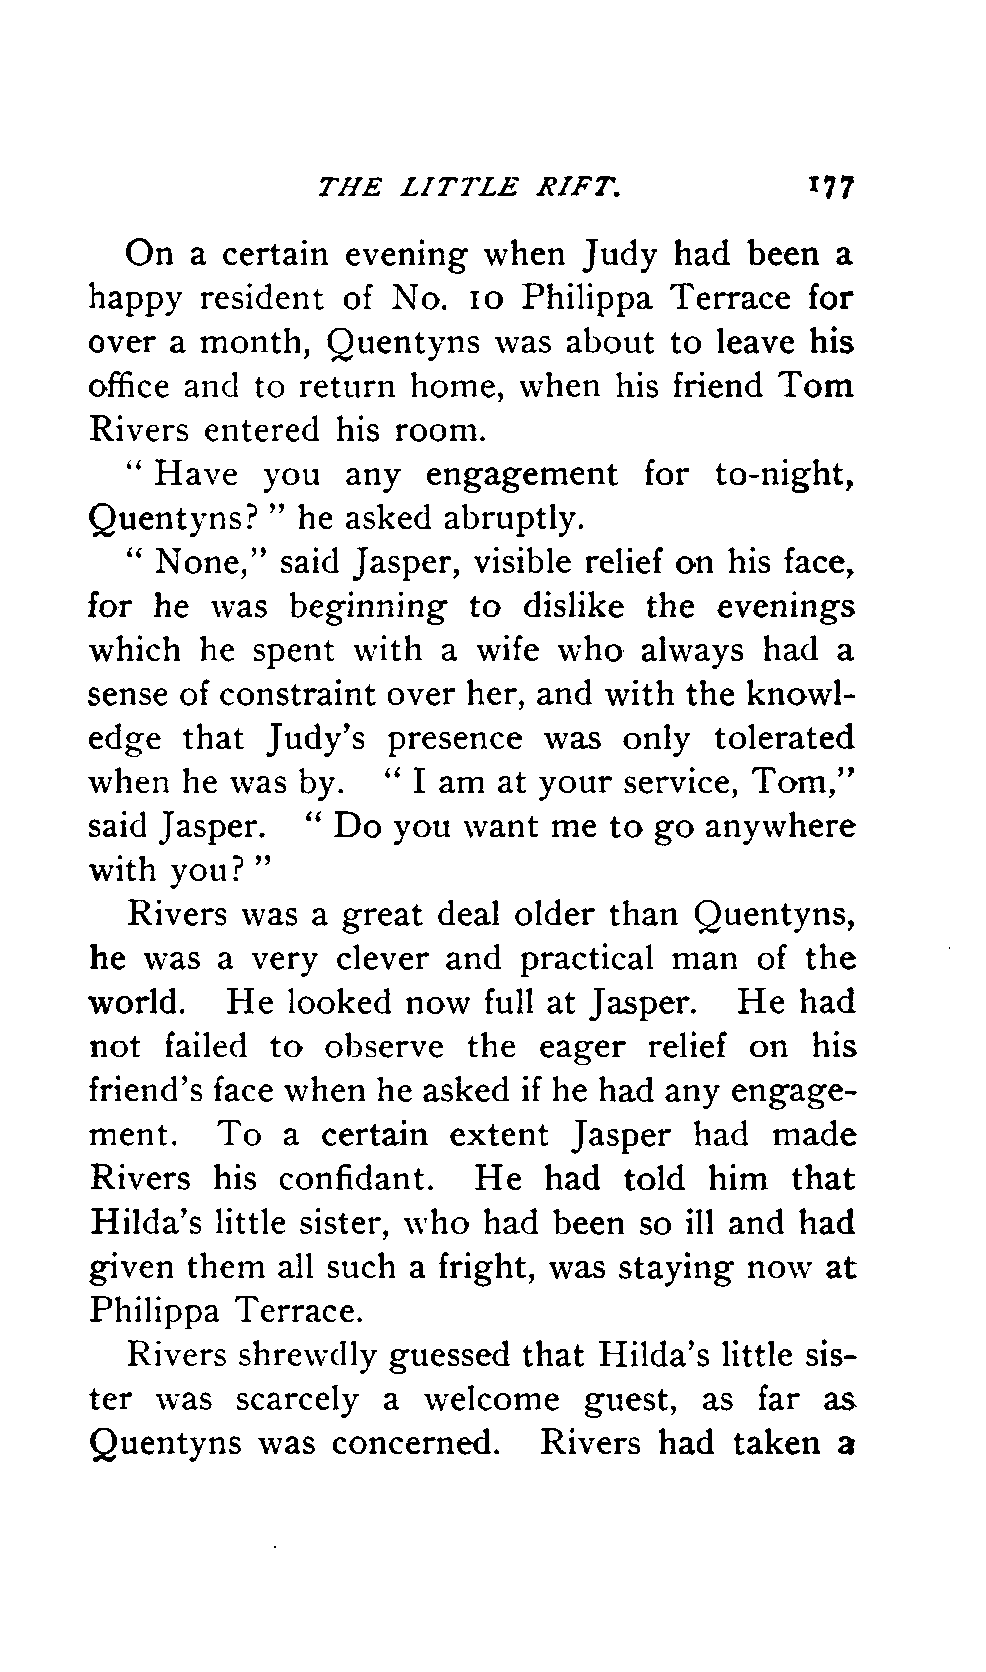 THE LITTLE RIFT. 177
On a certain evening when Judy had been a
happy resident of No. 10 Philippa Terrace for
over a month, Quentyns was about to leave his
office and to return home, when his friend Tom
Rivers entered his room.
“ Have you any engagement for to-night,
Quentyns? ” he asked abruptly.
“ None,” said Jasper, visible relief on his face,
for he was beginning to dislike the evenings
which he spent with a wife who always had a
sense of constraint over her, and with the knowl-
edge that Judy's presence was only tolerated
when he was by. “ I am at your service, Tom,”
said Jasper. “ Do you want me to go anywhere
with you? ”
Rivers was a great deal older than Quentyns,
he was a very clever and practical man of the
world. He looked now full at Jasper. He had
not failed to observe the eager relief on his
friend's face when he asked if he had any engage-
ment. To a certain extent Jasper had made
Rivers his confidant. He had told him that
Hilda's little sister, who had been so ill and had
given them all such a fright, was staying now at
Philippa Terrace.
Rivers shrewdly guessed that Hilda's little sis-
ter was scarcely a welcome guest, as far as
Quentyns was concerned. Rivers had taken a